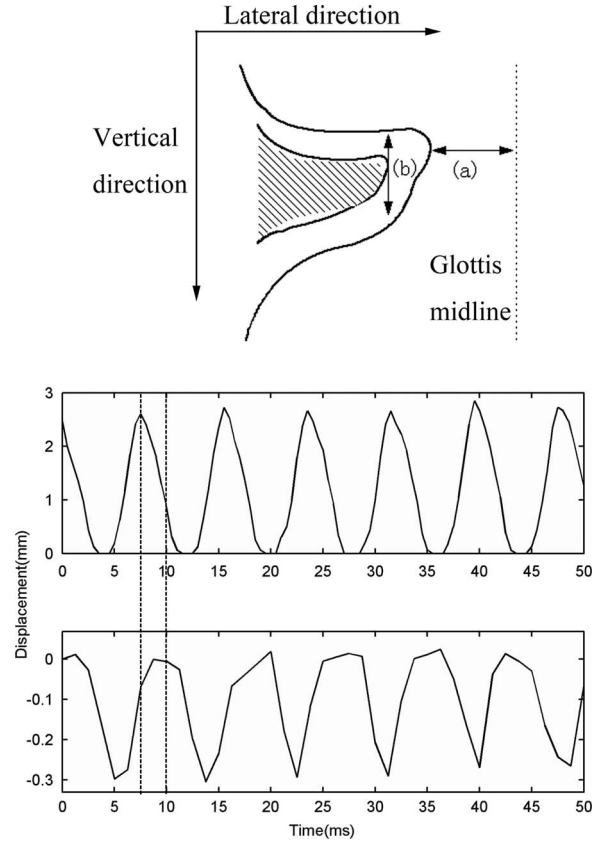 Lateral direction
Vertical
direction
(b)
(a)
Glottis
midline
3
2
1
0
0 5 10 15 20 25 30 35 40 45 50
Displacement(mm)
0
-0.1
-0.2
-0.3
0 5 10 15 20 25 30 35 40 45 50
Time(ms)